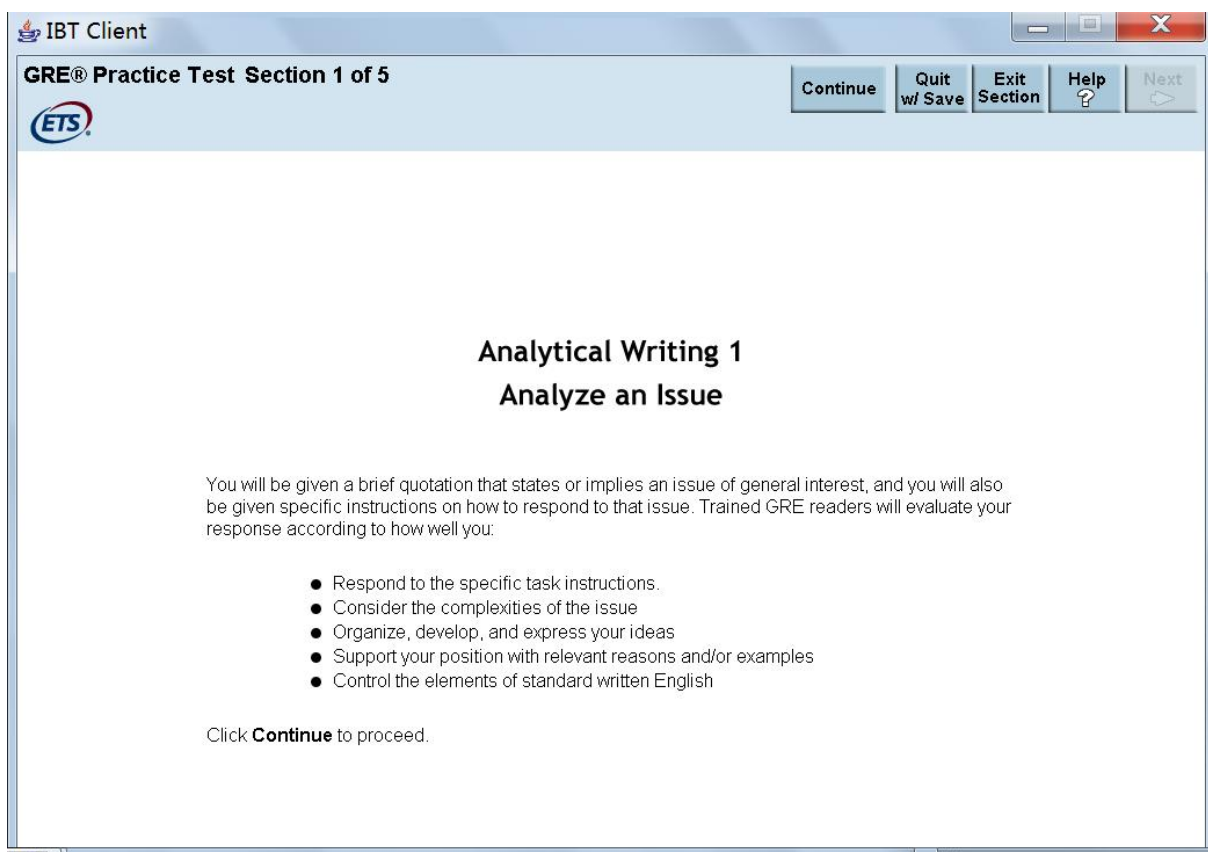 IBT Client
GRE® Practice Test Section 1 of 5
Continue
Quit
w/ Save
Exit
Section
Help
?
Next
ETS
Analytical Writing 1
Analyze an Issue
You will be given a brief quotation that states or implies an issue of general interest, and you will also
be given specific instructions on how to respond to that issue. Trained GRE readers will evaluate your
response according to how well you:
● Respond to the specific task instructions.
● Consider the complexities of the issue
● Organize, develop, and express your ideas
● Support your position with relevant reasons and/or examples
● Control the elements of standard written English
Click Continue to proceed.